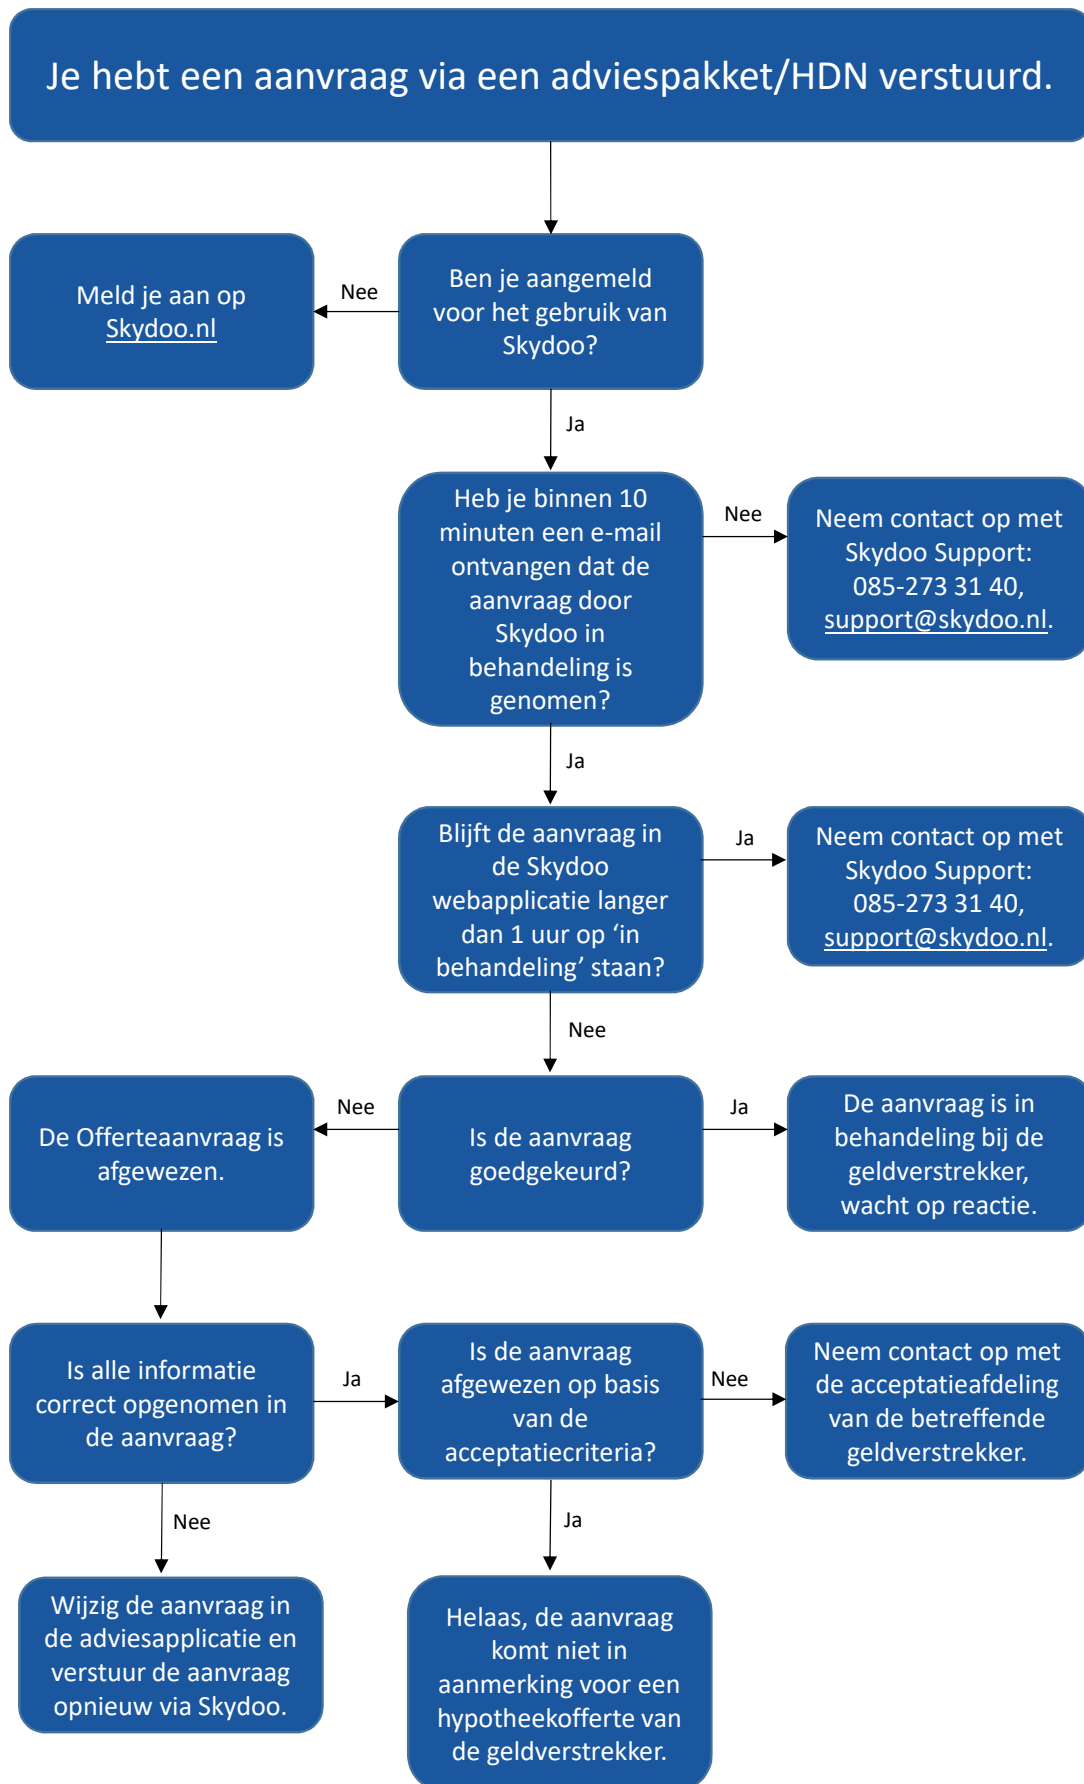 Je hebt een aanvraag via een adviespakket/HDN verstuurd.
Meld je aan op
Skydoo.nl
Nee
Ben je aangemeld
voor het gebruik van
Skydoo?
Ja
Heb je binnen 10
minuten een e-mail
ontvangen dat de
aanvraag door
Skydoo in
behandeling is
genomen?
Nee
Neem contact op met
Skydoo Support:
085-273 31 40,
support@skydoo.nl.
Ja
Blijft de aanvraag in
de Skydoo
webapplicatie langer
dan 1 uur op ‘in
behandeling’ staan?
Ja
Neem contact op met
Skydoo Support:
085-273 31 40,
support@skydoo.nl.
Nee
De Offerteaanvraag is
afgewezen.
Nee
Is de aanvraag
goedgekeurd?
Ja
De aanvraag is in
behandeling bij de
geldverstrekker,
wacht op reactie.
Is alle informatie
correct opgenomen in
de aanvraag?
Ja
Is de aanvraag
afgewezen op basis
van de
acceptatiecriteria?
Nee
Neem contact op met
de acceptatieafdeling
van de betreffende
geldverstrekker.
Nee
Ja
Wijzig de aanvraag in
de adviesapplicatie en
verstuur de aanvraag
opnieuw via Skydoo.
Helaas, de aanvraag
komt niet in
aanmerking voor een
hypotheekofferte van
de geldverstrekker.